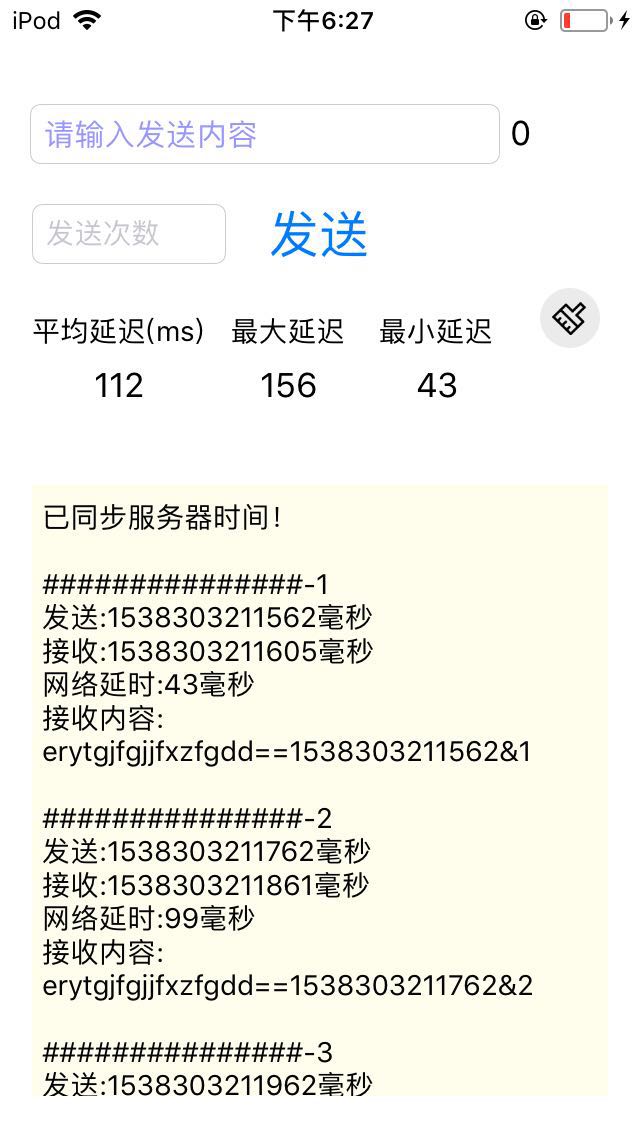 iPod 下午6:27
请输入发送内容 0
发送次数 发送
平均延迟(ms) 最大延迟 最小延迟
112 156 43
已同步服务器时间！
###############-1
发送:1538303211562毫秒
接收:1538303211605毫秒
网络延时:43毫秒
接收内容:
erytgjfgjjfxzfgdd==1538303211562&1
###############-2
发送:1538303211762毫秒
接收:1538303211861毫秒
网络延时:99毫秒
接收内容:
erytgjfgjjfxzfgdd==1538303211762&2
###############-3
发送:1538303211962毫秒